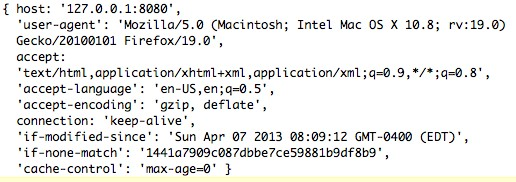 { host: '127.0.0.1:8080',
'user-agent': 'Mozilla/5.0 (Macintosh; Intel Mac OS X 10.8; rv:19.0)
Gecko/20100101 Firefox/19.0',
accept:
'text/html,application/xhtml+xml,application/xml;q=0.9,*/*;q=0.8',
'accept-language': 'en-US,en;q=0.5',
'accept-encoding': 'gzip, deflate',
connection: 'keep-alive',
'if-modified-since': 'Sun Apr 07 2013 08:09:12 GMT-0400 (EDT)',
'if-none-match': '1441a7909c087dbbe7ce59881b9df8b9',
'cache-control': 'max-age=0' }